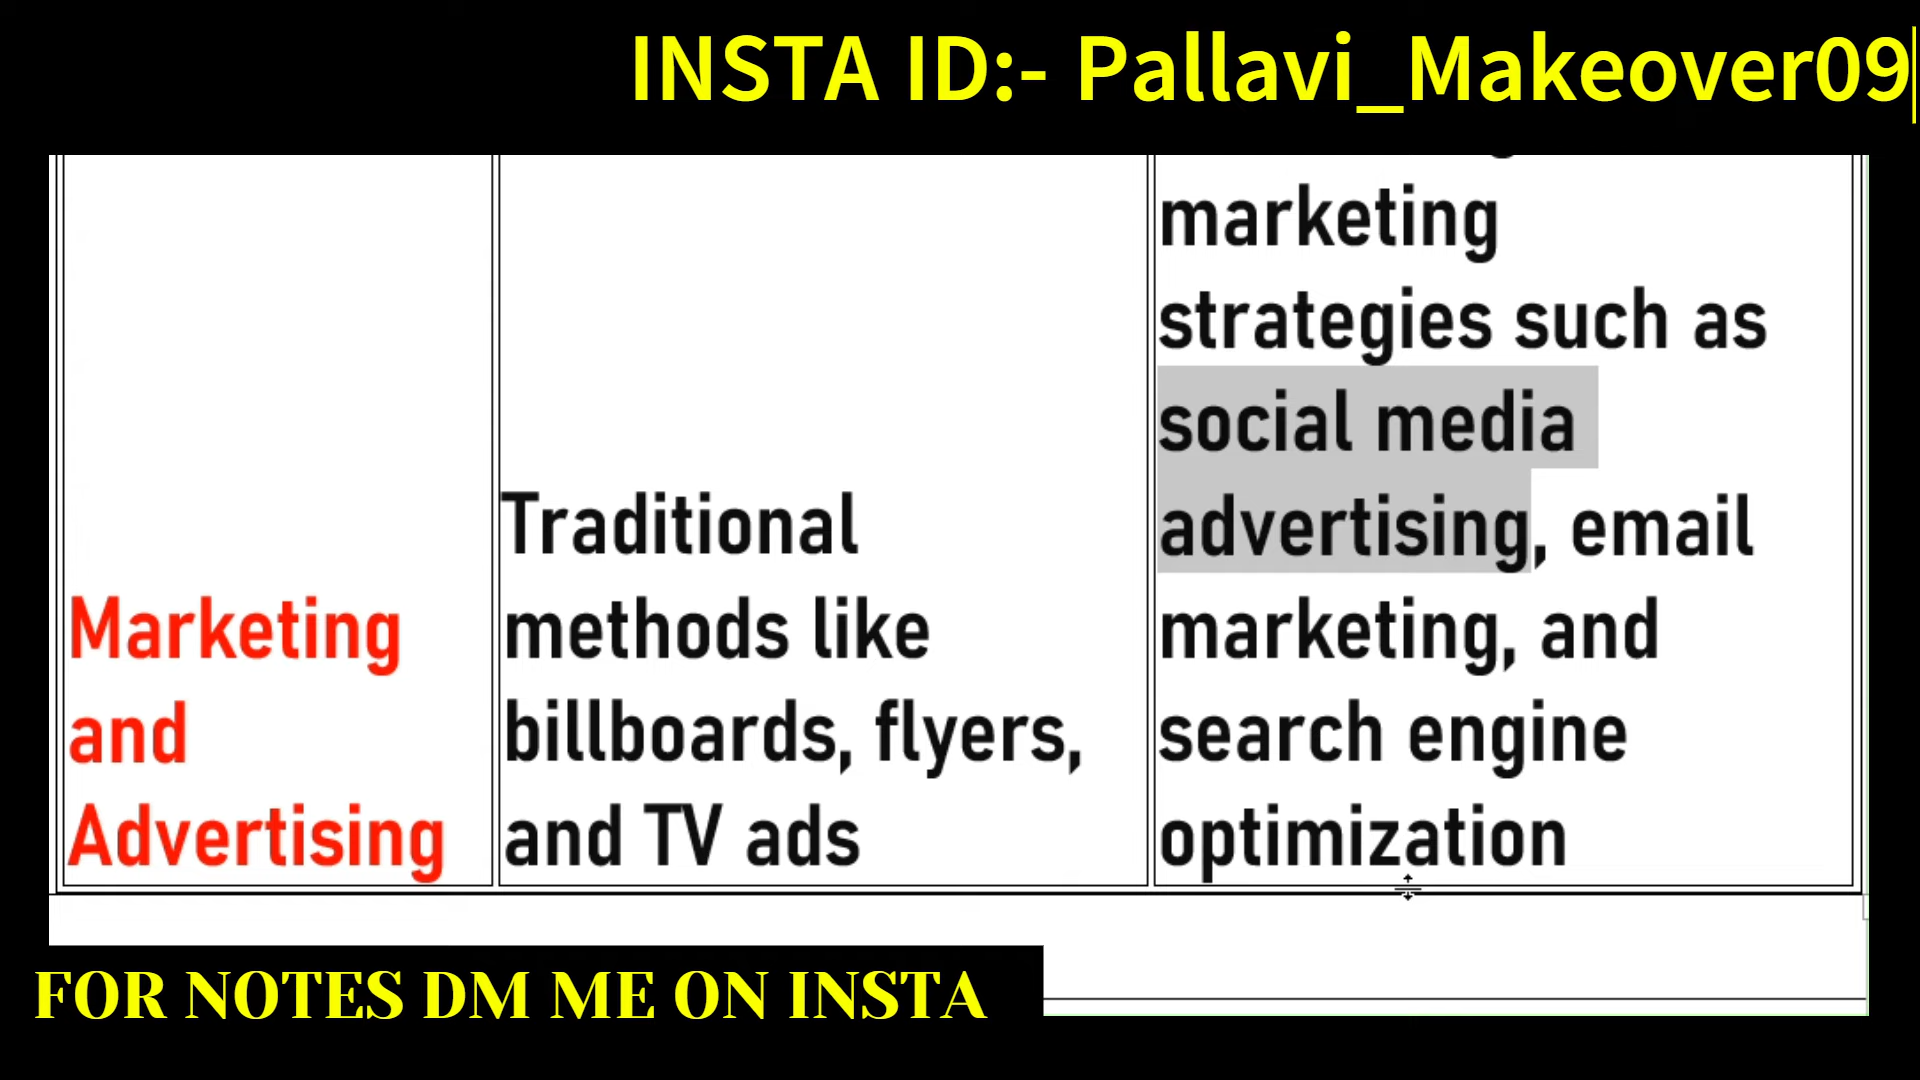 INSTA ID:- Pallavi_Makeover09
Marketing
and
Advertising
Traditional
methods like
billboards, flyers,
and TV ads
marketing
strategies such as
social media
advertising, email
marketing, and
search engine
optimization
FOR NOTES DM ME ON INSTA